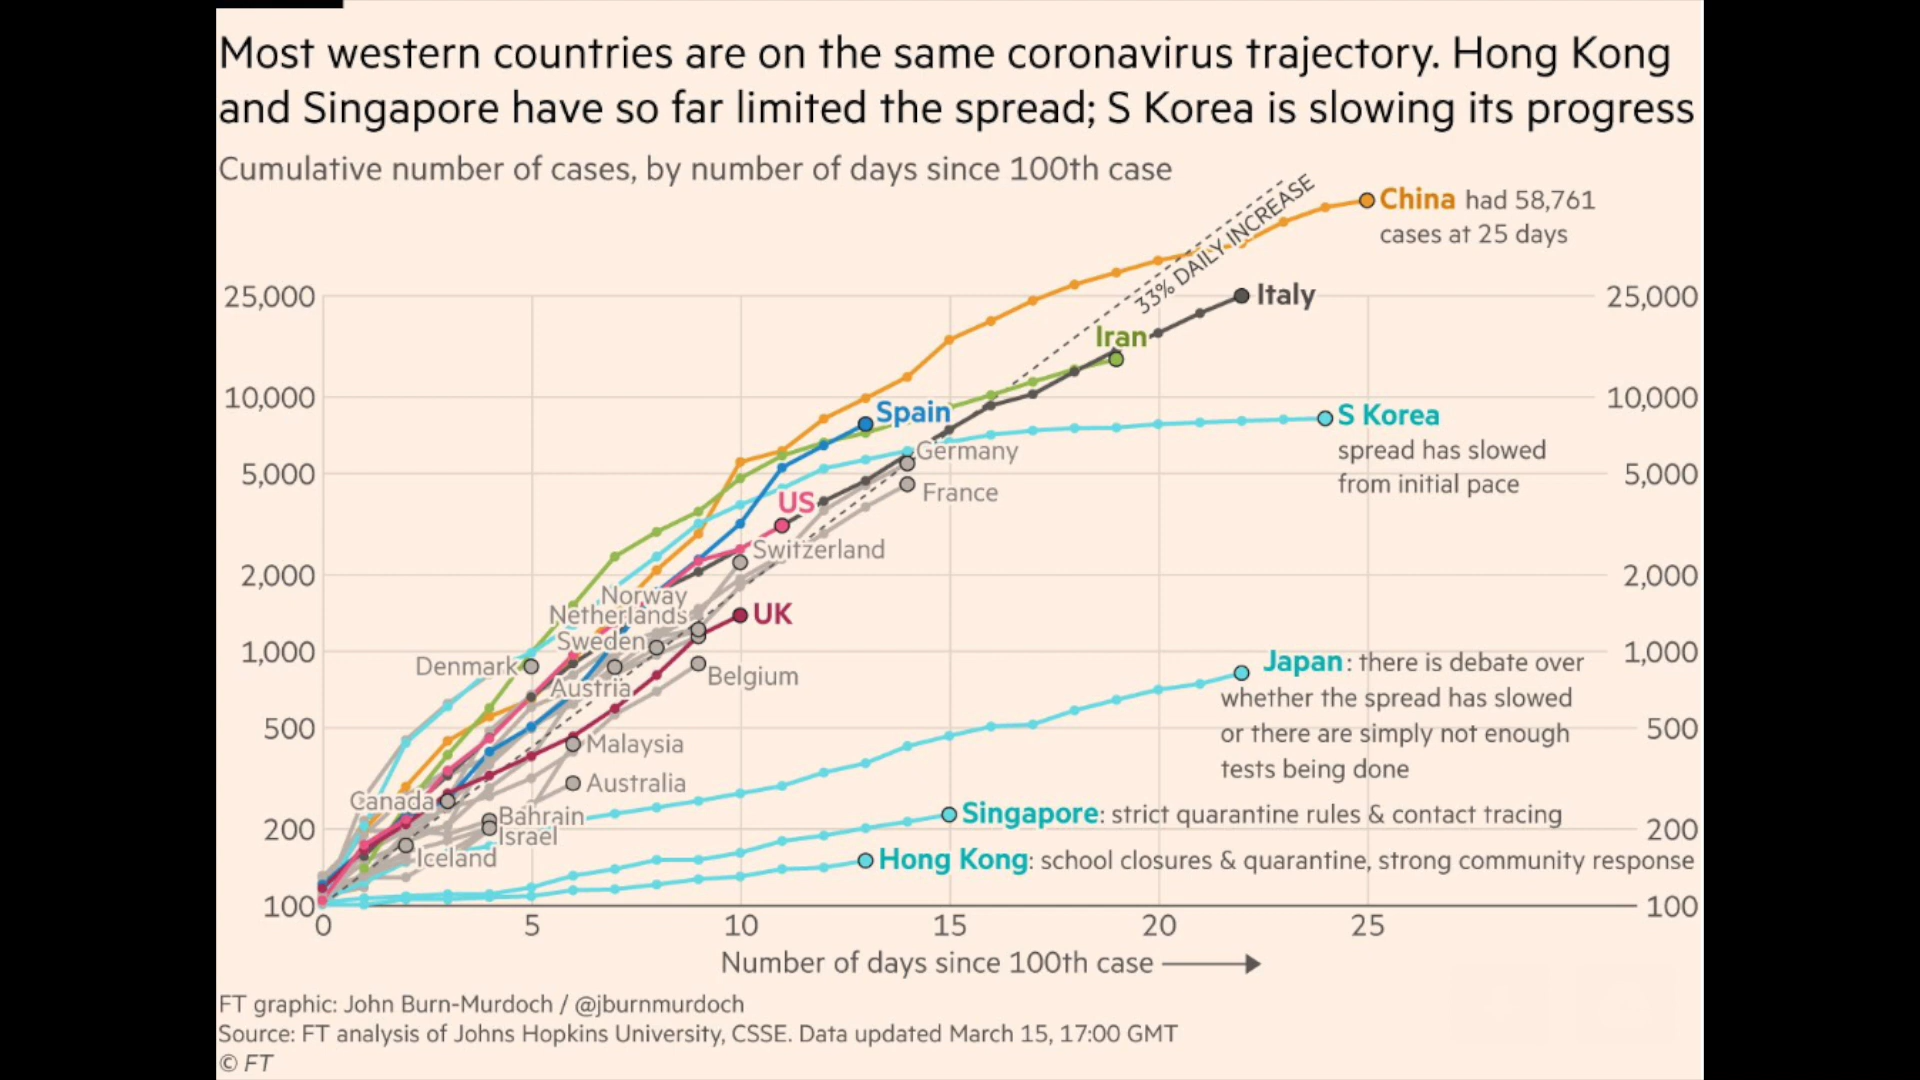 Most western countries are on the same coronavirus trajectory. Hong Kong
and Singapore have so far limited the spread; S Korea is slowing its progress
Cumulative number of cases, by number of days since 100th case
33% DAILY INCREASE
China had 58,761
cases at 25 days
25,000
Italy
25,000
Iran
10,000
Spain
S Korea
10,000
Germany
spread has slowed
5,000
France
from initial pace
5,000
US
Switzerland
2,000
2,000
Norway
Netherlands
UK
Sweden
1,000
1,000
Denmark
Japan: there is debate over
Belgium
Austria
whether the spread has slowed
500
or there are simply not enough
500
Malaysia
tests being done
Australia
Canada
Bahrain
Singapore: strict quarantine rules & contact tracing
200
200
Israel
Iceland
Hong Kong: school closures & quarantine, strong community response
100
100
0 5 10 15 20 25
Number of days since 100th case
FT graphic: John Burn-Murdoch / @jburnmurdoch
Source: FT analysis of Johns Hopkins University, CSSE. Data updated March 15, 17:00 GMT
© FT